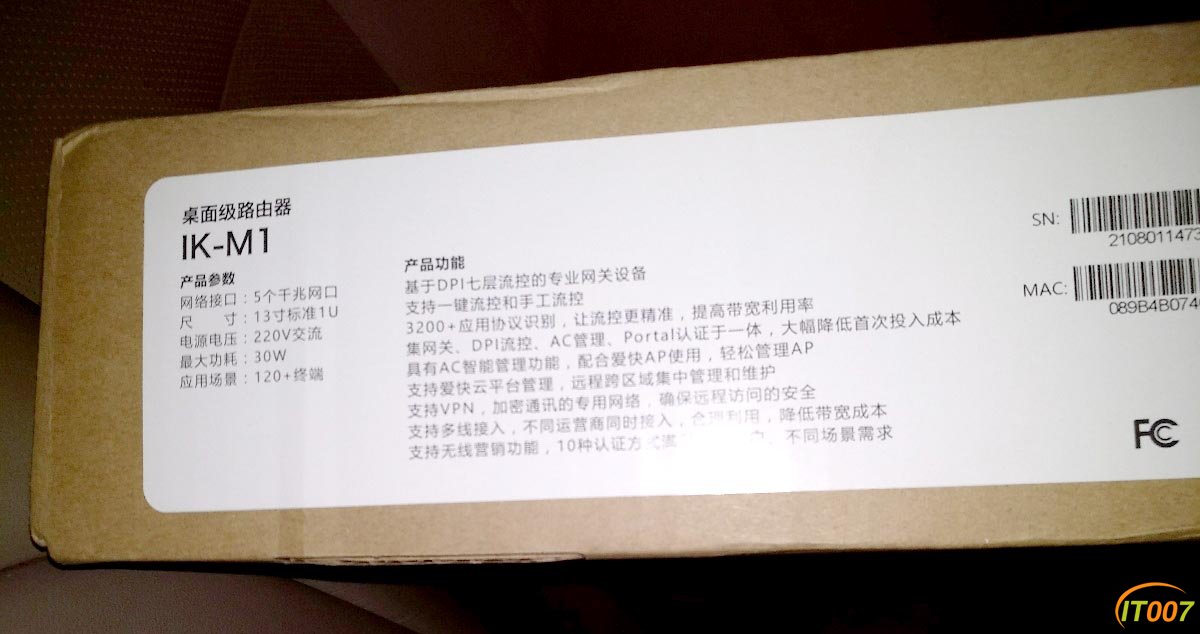 桌面级路由器
IK-M1
产品参数
网络接口：5个千兆网口
尺 寸：13寸标准1U
电源电压：220V交流
最大功耗：30W
应用场景：120+终端
产品功能
基于DPI七层流控的专业网关设备
支持一键流控和手工流控
3200+应用协议识别，让流控更精准，提高带宽利用率
集网关、DPI流控、AC管理、Portal认证于一体，大幅降低首次投入成本
具有AC智能管理功能，配合爱快AP使用，轻松管理AP
支持爱快云平台管理，远程跨区域集中管理和维护
支持VPN，加密通讯的专用网络，确保远程访问的安全
支持多线接入，不同运营商同时接入，合理利用，降低带宽成本
支持无线营销功能，10种认证方式 不同场景需求
SN:
2108011473
MAC:
089B4B074
FC
IT007